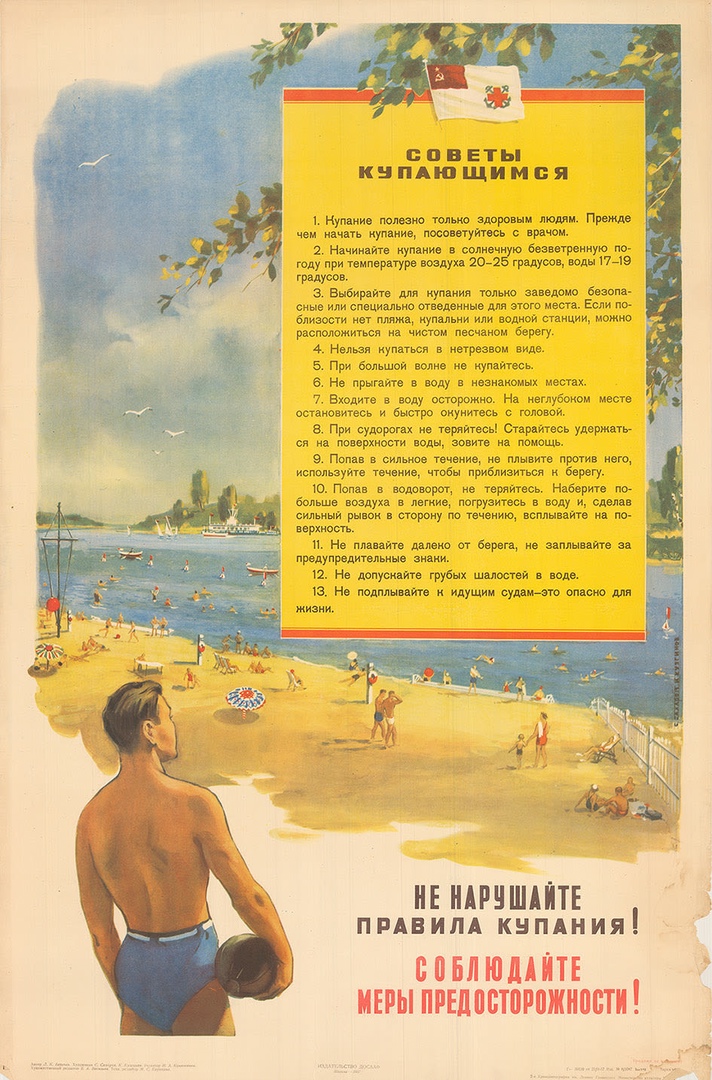 СОВЕТЫ
КУПАЮЩИМСЯ
1. Купание полезно только здоровым людям. Прежде
чем начать купание, посоветуйтесь с врачом.
2. Начинайте купание в солнечную безветренную по-
году при температуре воздуха 20–25 градусов, воды 17–19
градусов.
3. Выбирайте для купания только заведомо безопа-
сные или специально отведенные для этого места. Если по-
близости нет пляжа, купальни или водной станции, можно
расположиться на чистом песчаном берегу.
4. Нельзя купаться в нетрезвом виде.
5. При большой волне не купайтесь.
6. Не прыгайте в воду в незнакомых местах.
7. Входите в воду осторожно. На неглубоком месте
остановитесь и быстро окунитесь с головой.
8. При судорогах не теряйтесь! Старайтесь удержать-
ся на поверхности воды, зовите на помощь.
9. Попав в сильное течение, не плывите против него,
используйте течение, чтобы приблизиться к берегу.
10. Попав в водоворот, не теряйтесь. Наберите по-
больше воздуха в легкие, погрузитесь в воду и, сделав
сильный рывок в сторону по течению, всплывайте на по-
верхность.
11. Не плавайте далеко от берега, не заплывайте за
предупредительные знаки.
12. Не допускайте грубых шалостей в воде.
13. Не подплывайте к идущим судам—это опасно для
жизни.
НЕ НАРУШАЙТЕ
ПРАВИЛА КУПАНИЯ!
СОБЛЮДАЙТЕ
МЕРЫ ПРЕДОСТОРОЖНОСТИ!
ИЗДАТЕЛЬСТВО ДОСААФ